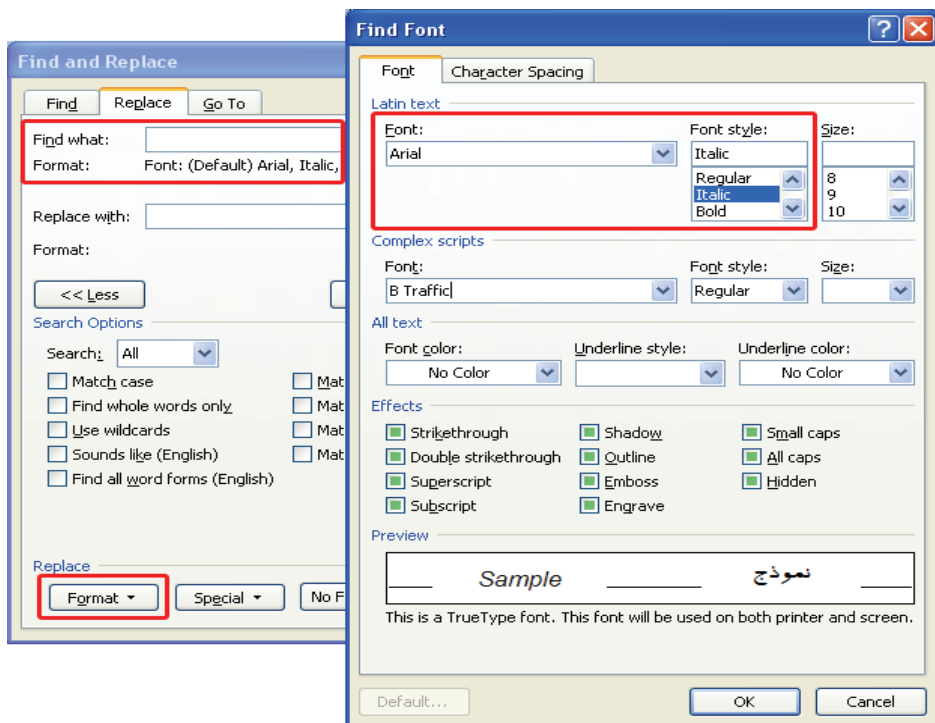 Find and Replace
Find Replace Go To
Find what:
Format: Font: (Default) Arial, Italic,
Replace with:
Format:
<< Less
Search Options
Search: All
Match case
Find whole words only
Use wildcards
Sounds like (English)
Find all word forms (English)
Mat
Mat
Mat
Mat
Replace
Format Special No F
Find Font
Font Character Spacing
Latin text
Font: Font style: Size:
Arial Italic
Regular 8
Italic 9
Bold 10
Complex scripts
Font: Font style: Size:
B Traffic Regular
All text
Font color: Underline style: Underline color:
No Color No Color
Effects
Strikethrough Shadow Small caps
Double strikethrough Outline All caps
Superscript Emboss Hidden
Subscript Engrave
Preview
Sample نموذج
This is a TrueType font. This font will be used on both printer and screen.
Default... OK Cancel